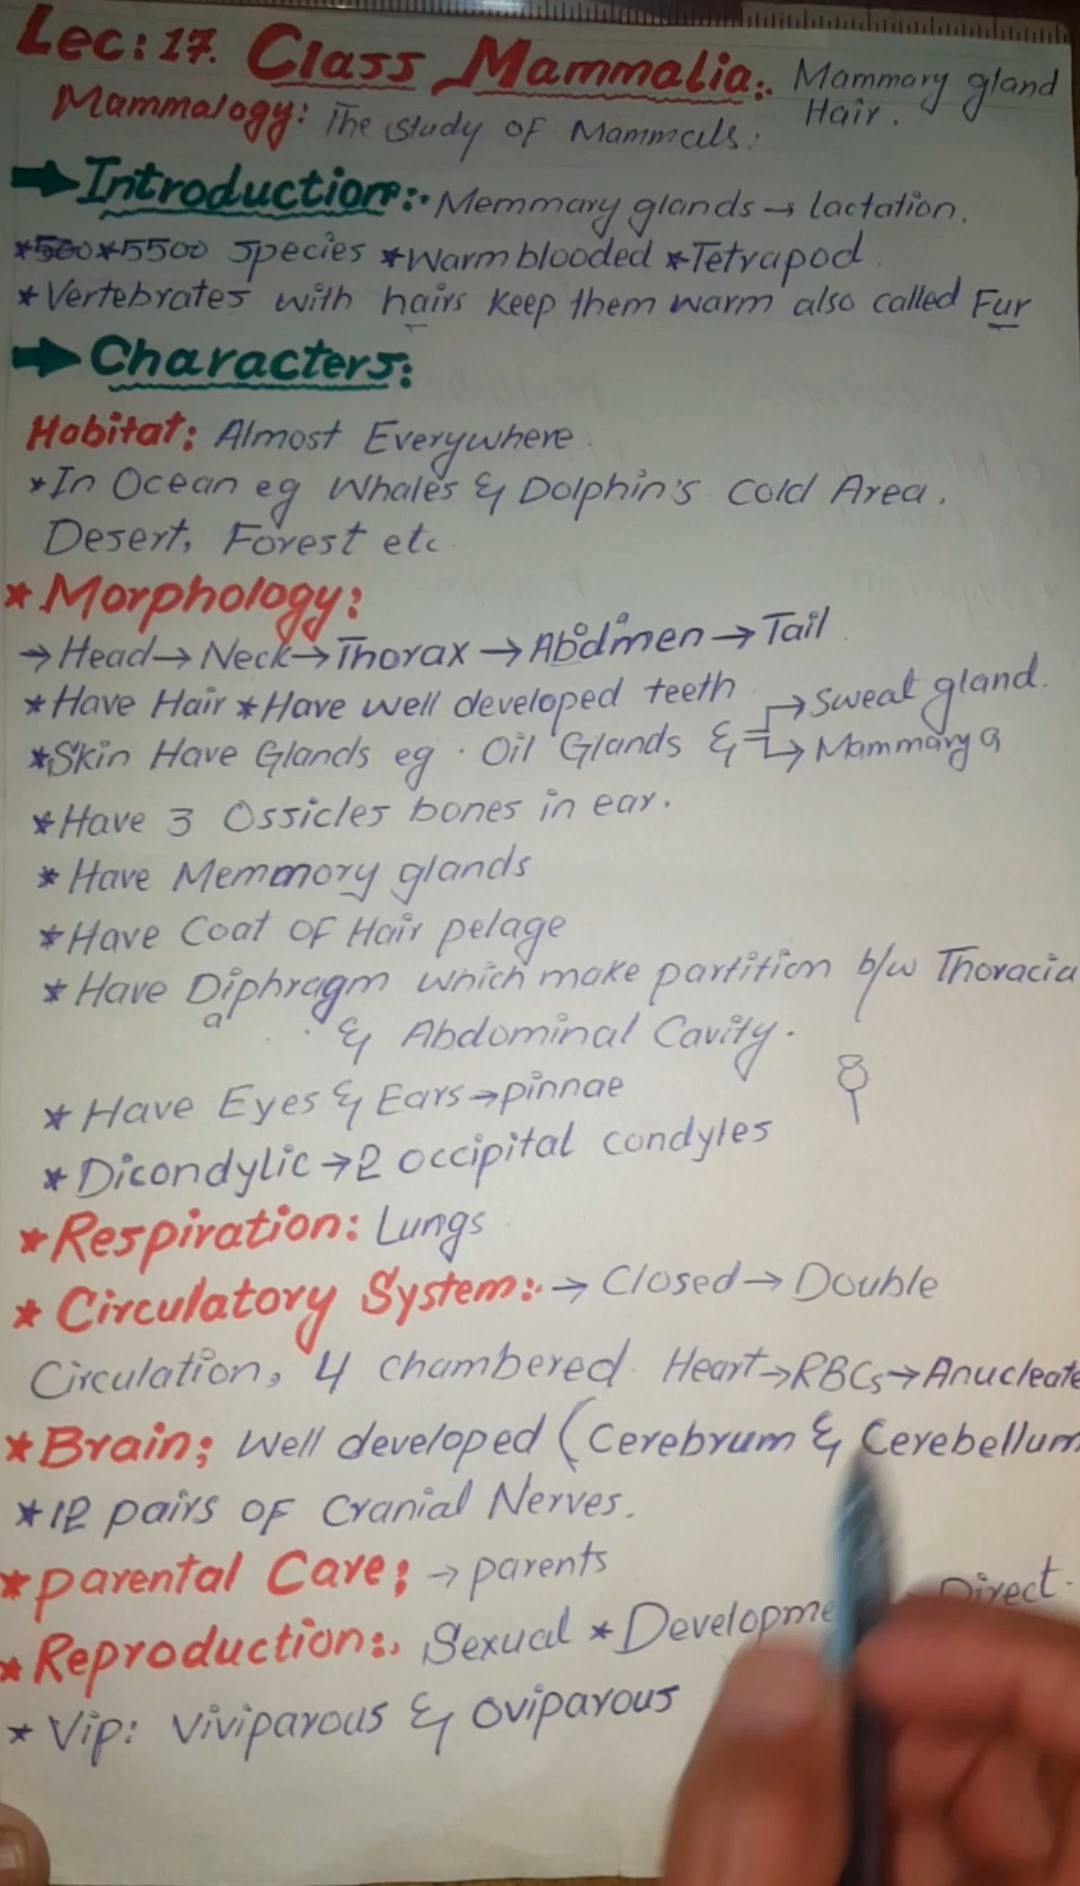 Lec: 17. Class Mammalia:. Mammary gland
Hair.
Mammalogy: The study of Mammals.
Introduction:. Memmary glands → lactation.
*5500 Species *Warmblooded *Tetrapod
*Vertebrates with hairs keep them warm also called Fur
Characters:
Habitat: Almost Everywhere
*In Ocean eg Whales & Dolphin's Cold Area.
Desert, Forest etc
*Morphology:
→Head→Neck→Thorax→Abdomen→Tail
*Have Hair *Have well developed teeth
*Skin Have Glands eg. Oil Glands & → Sweat gland.
→ Mammary G
*Have 3 Ossicles bones in ear.
*Have Memmory glands
*Have Coat of Hair pelage
*Have Diaphragm which make partition b/w Thoracia
& Abdominal Cavity.
*Have Eyes & Ears→pinnae
*Dicondylic→2 occipital condyles
*Respiration: Lungs
*Circulatory System:. → Closed → Double
Circulation, 4 chambered Heart→RBCs→Anucleate
*Brain; Well developed (Cerebrum & Cerebellum
*12 pairs of Cranial Nerves.
*Parental Care; → parents
*Reproduction:. Sexual *Developme Direct.
*Vip: Viviparous & Oviparous